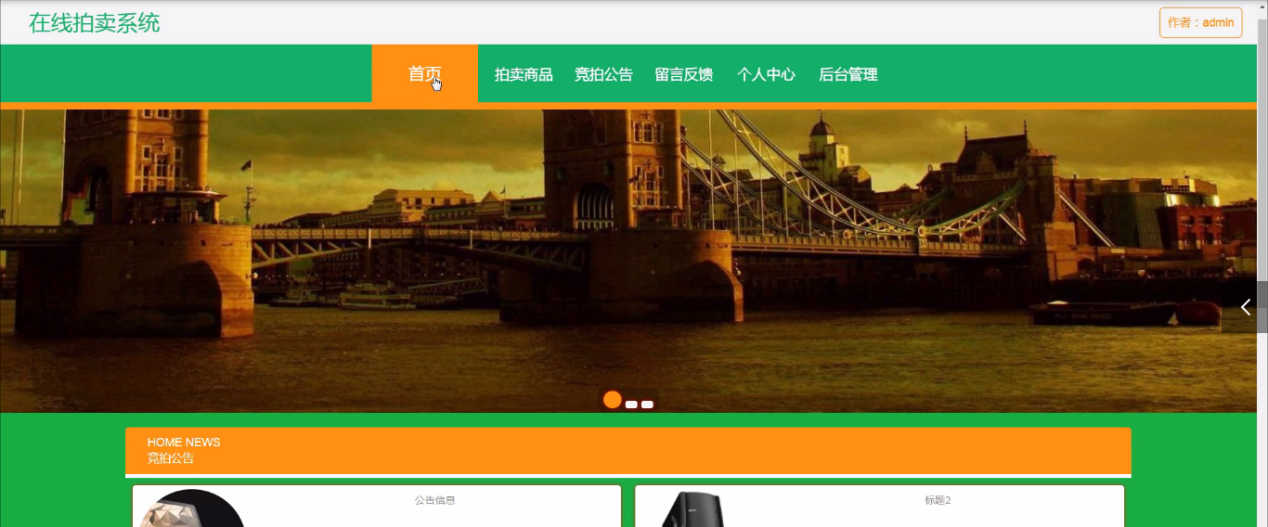 在线拍卖系统
作者：admin
首页 拍卖商品 竞拍公告 留言反馈 个人中心 后台管理
HOME NEWS
竞拍公告
公告信息
标题2